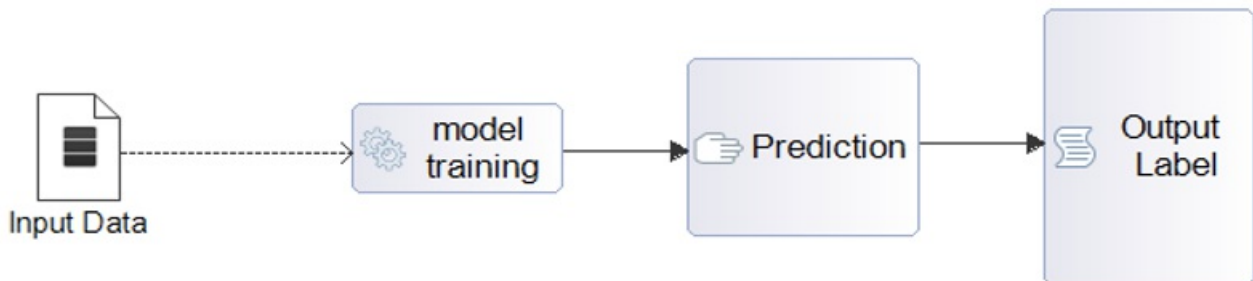 Input Data
model
training
Prediction
Output
Label